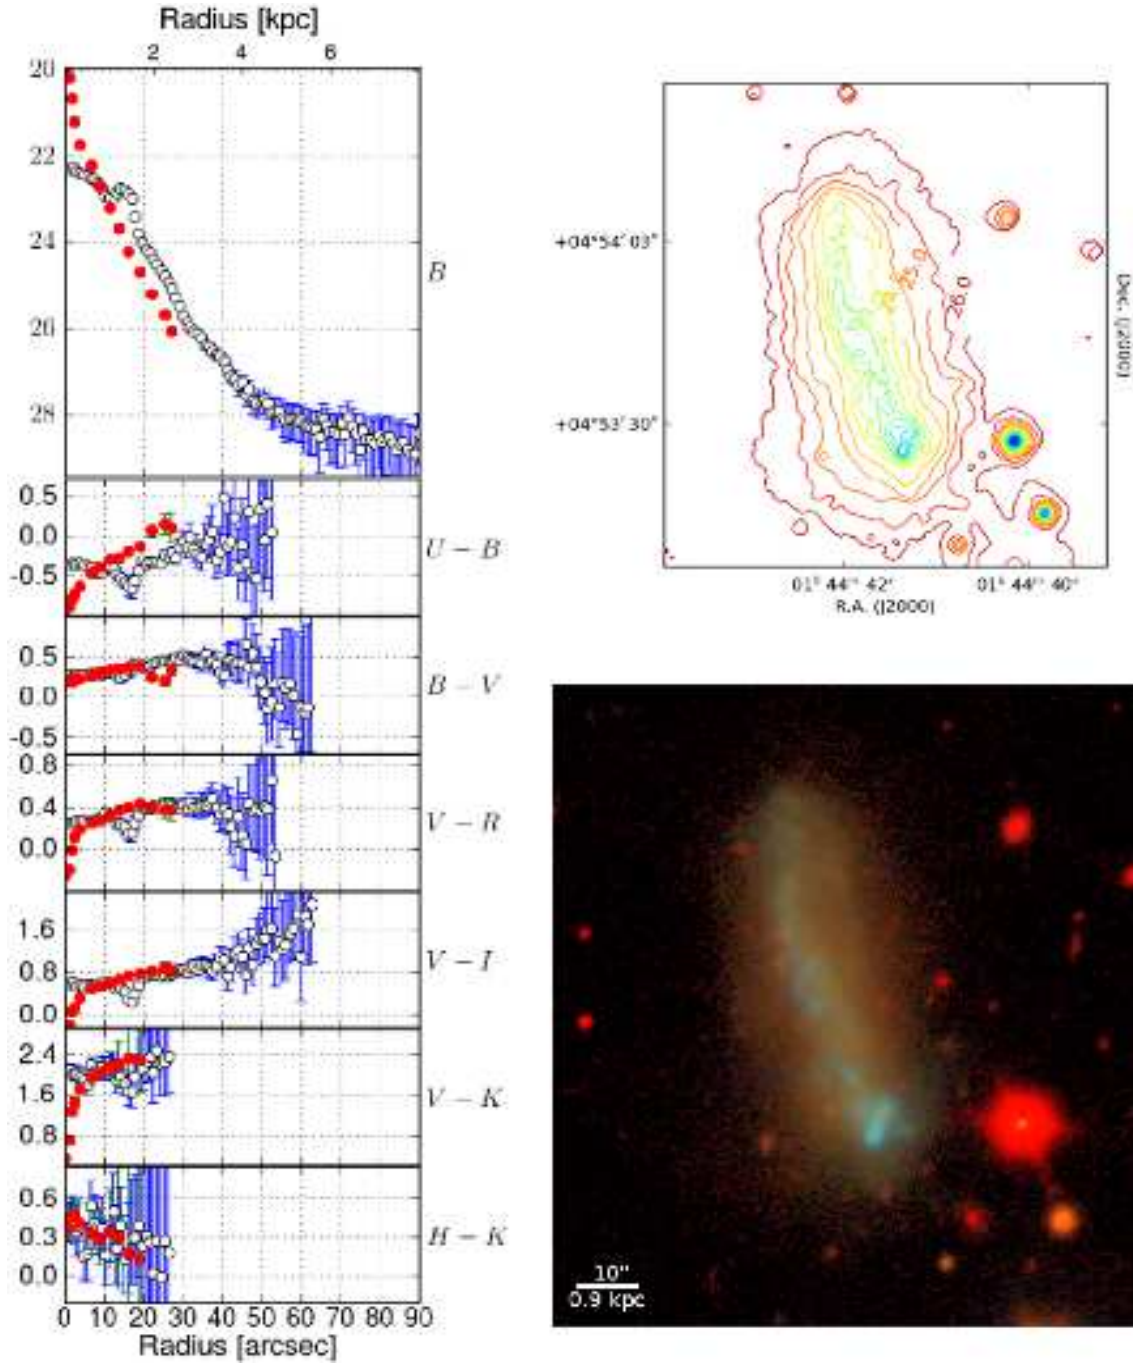 Radius [kpc]
2 4 6
20
22
24
26
28
B
0.5
0.0
-0.5
U − B
0.5
0.0
-0.5
B − V
0.8
0.4
0.0
V − R
1.6
0.8
0.0
V − I
2.4
1.6
0.8
V − K
0.6
0.3
0.0
H − K
0 10 20 30 40 50 60 70 80 90
Radius [arcsec]
+04°54'03"
+04°53'30"
25.0
26.0
Dec. (J2000)
01ʰ 44ᵐ 42ˢ 01ʰ 44ᵐ 40ˢ
R.A. (J2000)
10"
0.9 kpc